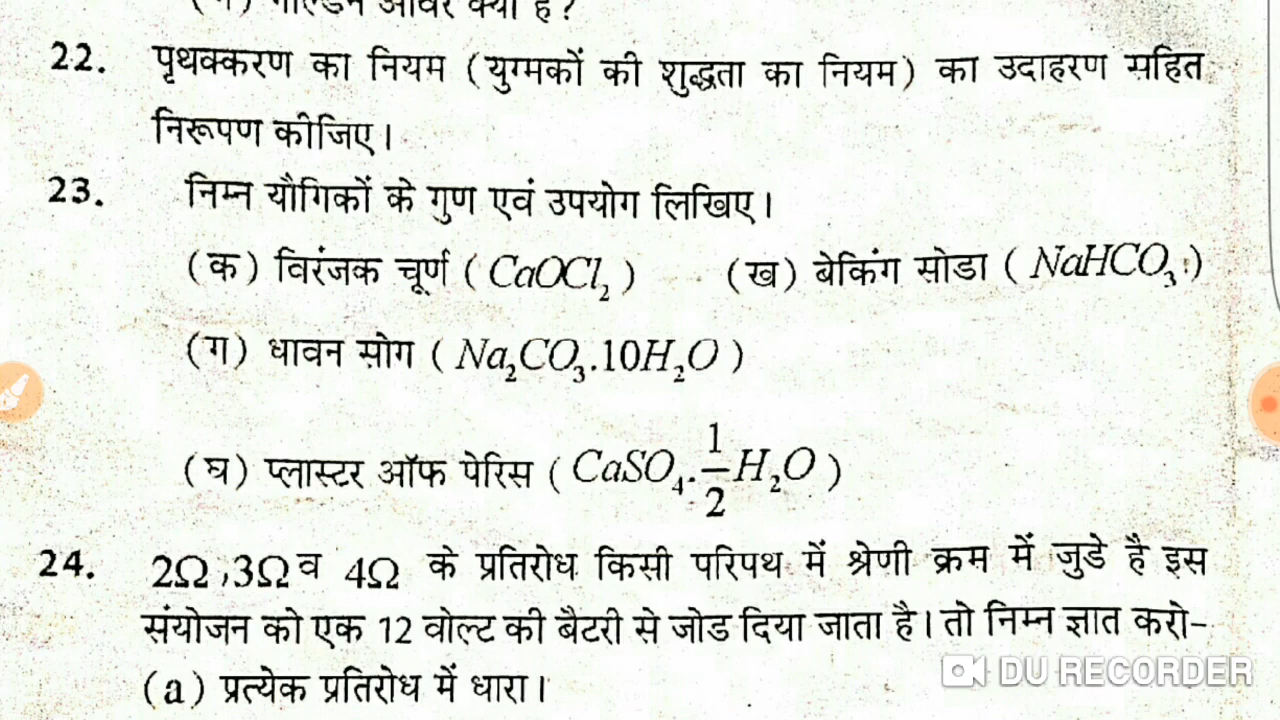 गोल्डन आवर क्या है?
22. पृथक्करण का नियम (युग्मकों की शुद्धता का नियम) का उदाहरण सहित
निरूपण कीजिए।
23. निम्न यौगिकों के गुण एवं उपयोग लिखिए।
(क) विरंजक चूर्ण (CaOCl₂) (ख) बेकिंग सोडा (NaHCO₃)
(ग) धावन सोग (Na₂CO₃.10H₂O)
(घ) प्लास्टर ऑफ पेरिस (CaSO₄.1/2H₂O)
24. 2Ω,3Ω व 4Ω के प्रतिरोध किसी परिपथ में श्रेणी क्रम में जुडे है इस
संयोजन को एक 12 वोल्ट की बैटरी से जोड दिया जाता है। तो निम्न ज्ञात करो-
(a) प्रत्येक प्रतिरोध में धारा।
DU RECORDER